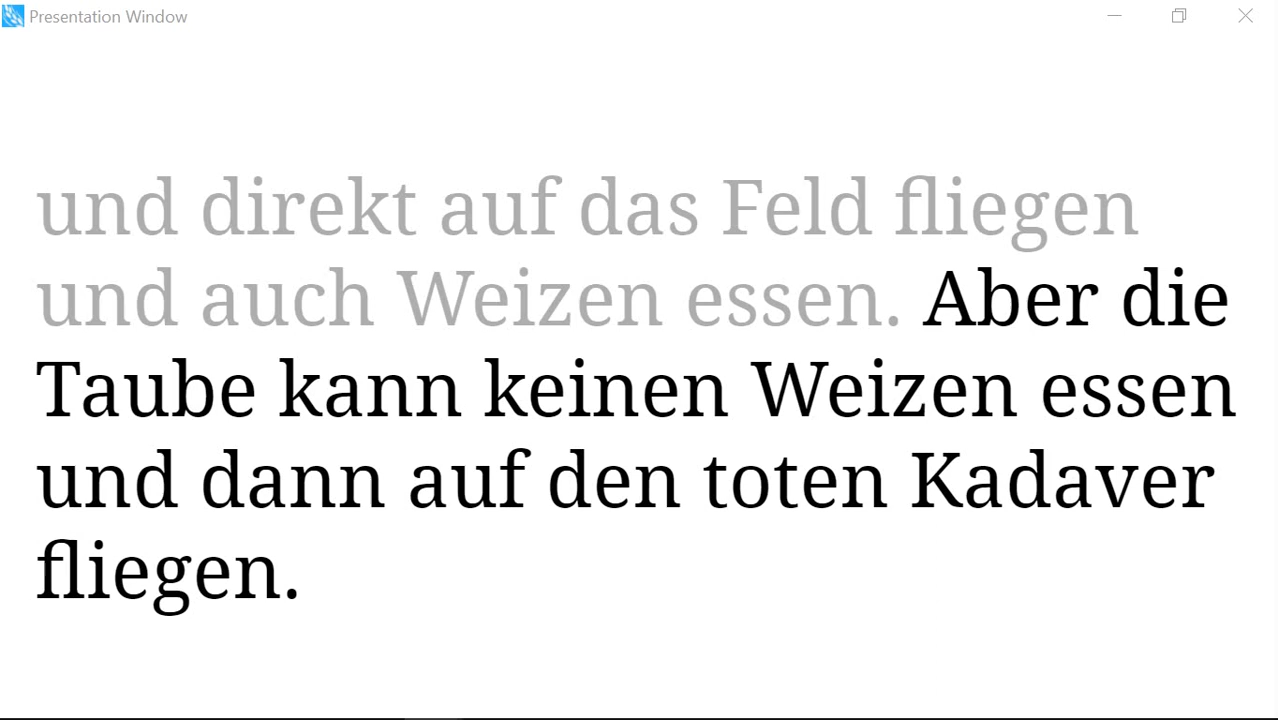 Presentation Window
und direkt auf das Feld fliegen
und auch Weizen essen. Aber die
Taube kann keinen Weizen essen
und dann auf den toten Kadaver
fliegen.